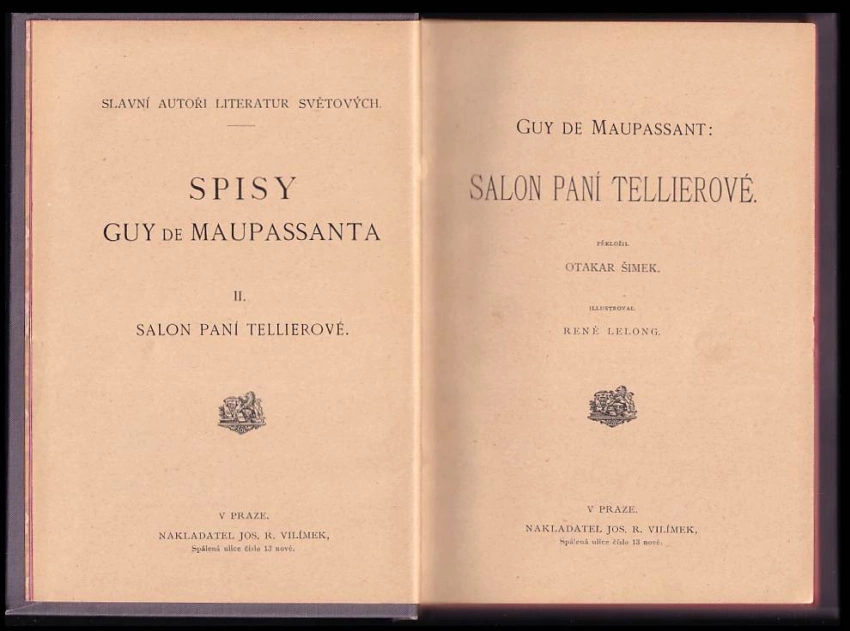 SLAVNÍ AUTOŘI LITERATUR SVĚTOVÝCH.
SPISY
GUY DE MAUPASSANTA
II.
SALON PANÍ TELLIEROVÉ.
V PRAZE.
NAKLADATEL JOS. R. VILÍMEK,
Spálená ulice číslo 13 nové.
GUY DE MAUPASSANT:
SALON PANÍ TELLIEROVÉ.
PŘELOŽIL
OTAKAR ŠIMEK.
ILLUSTROVAL
RENÉ LELONG.
V PRAZE.
NAKLADATEL JOS. R. VILÍMEK,
Spálená ulice číslo 13 nové.